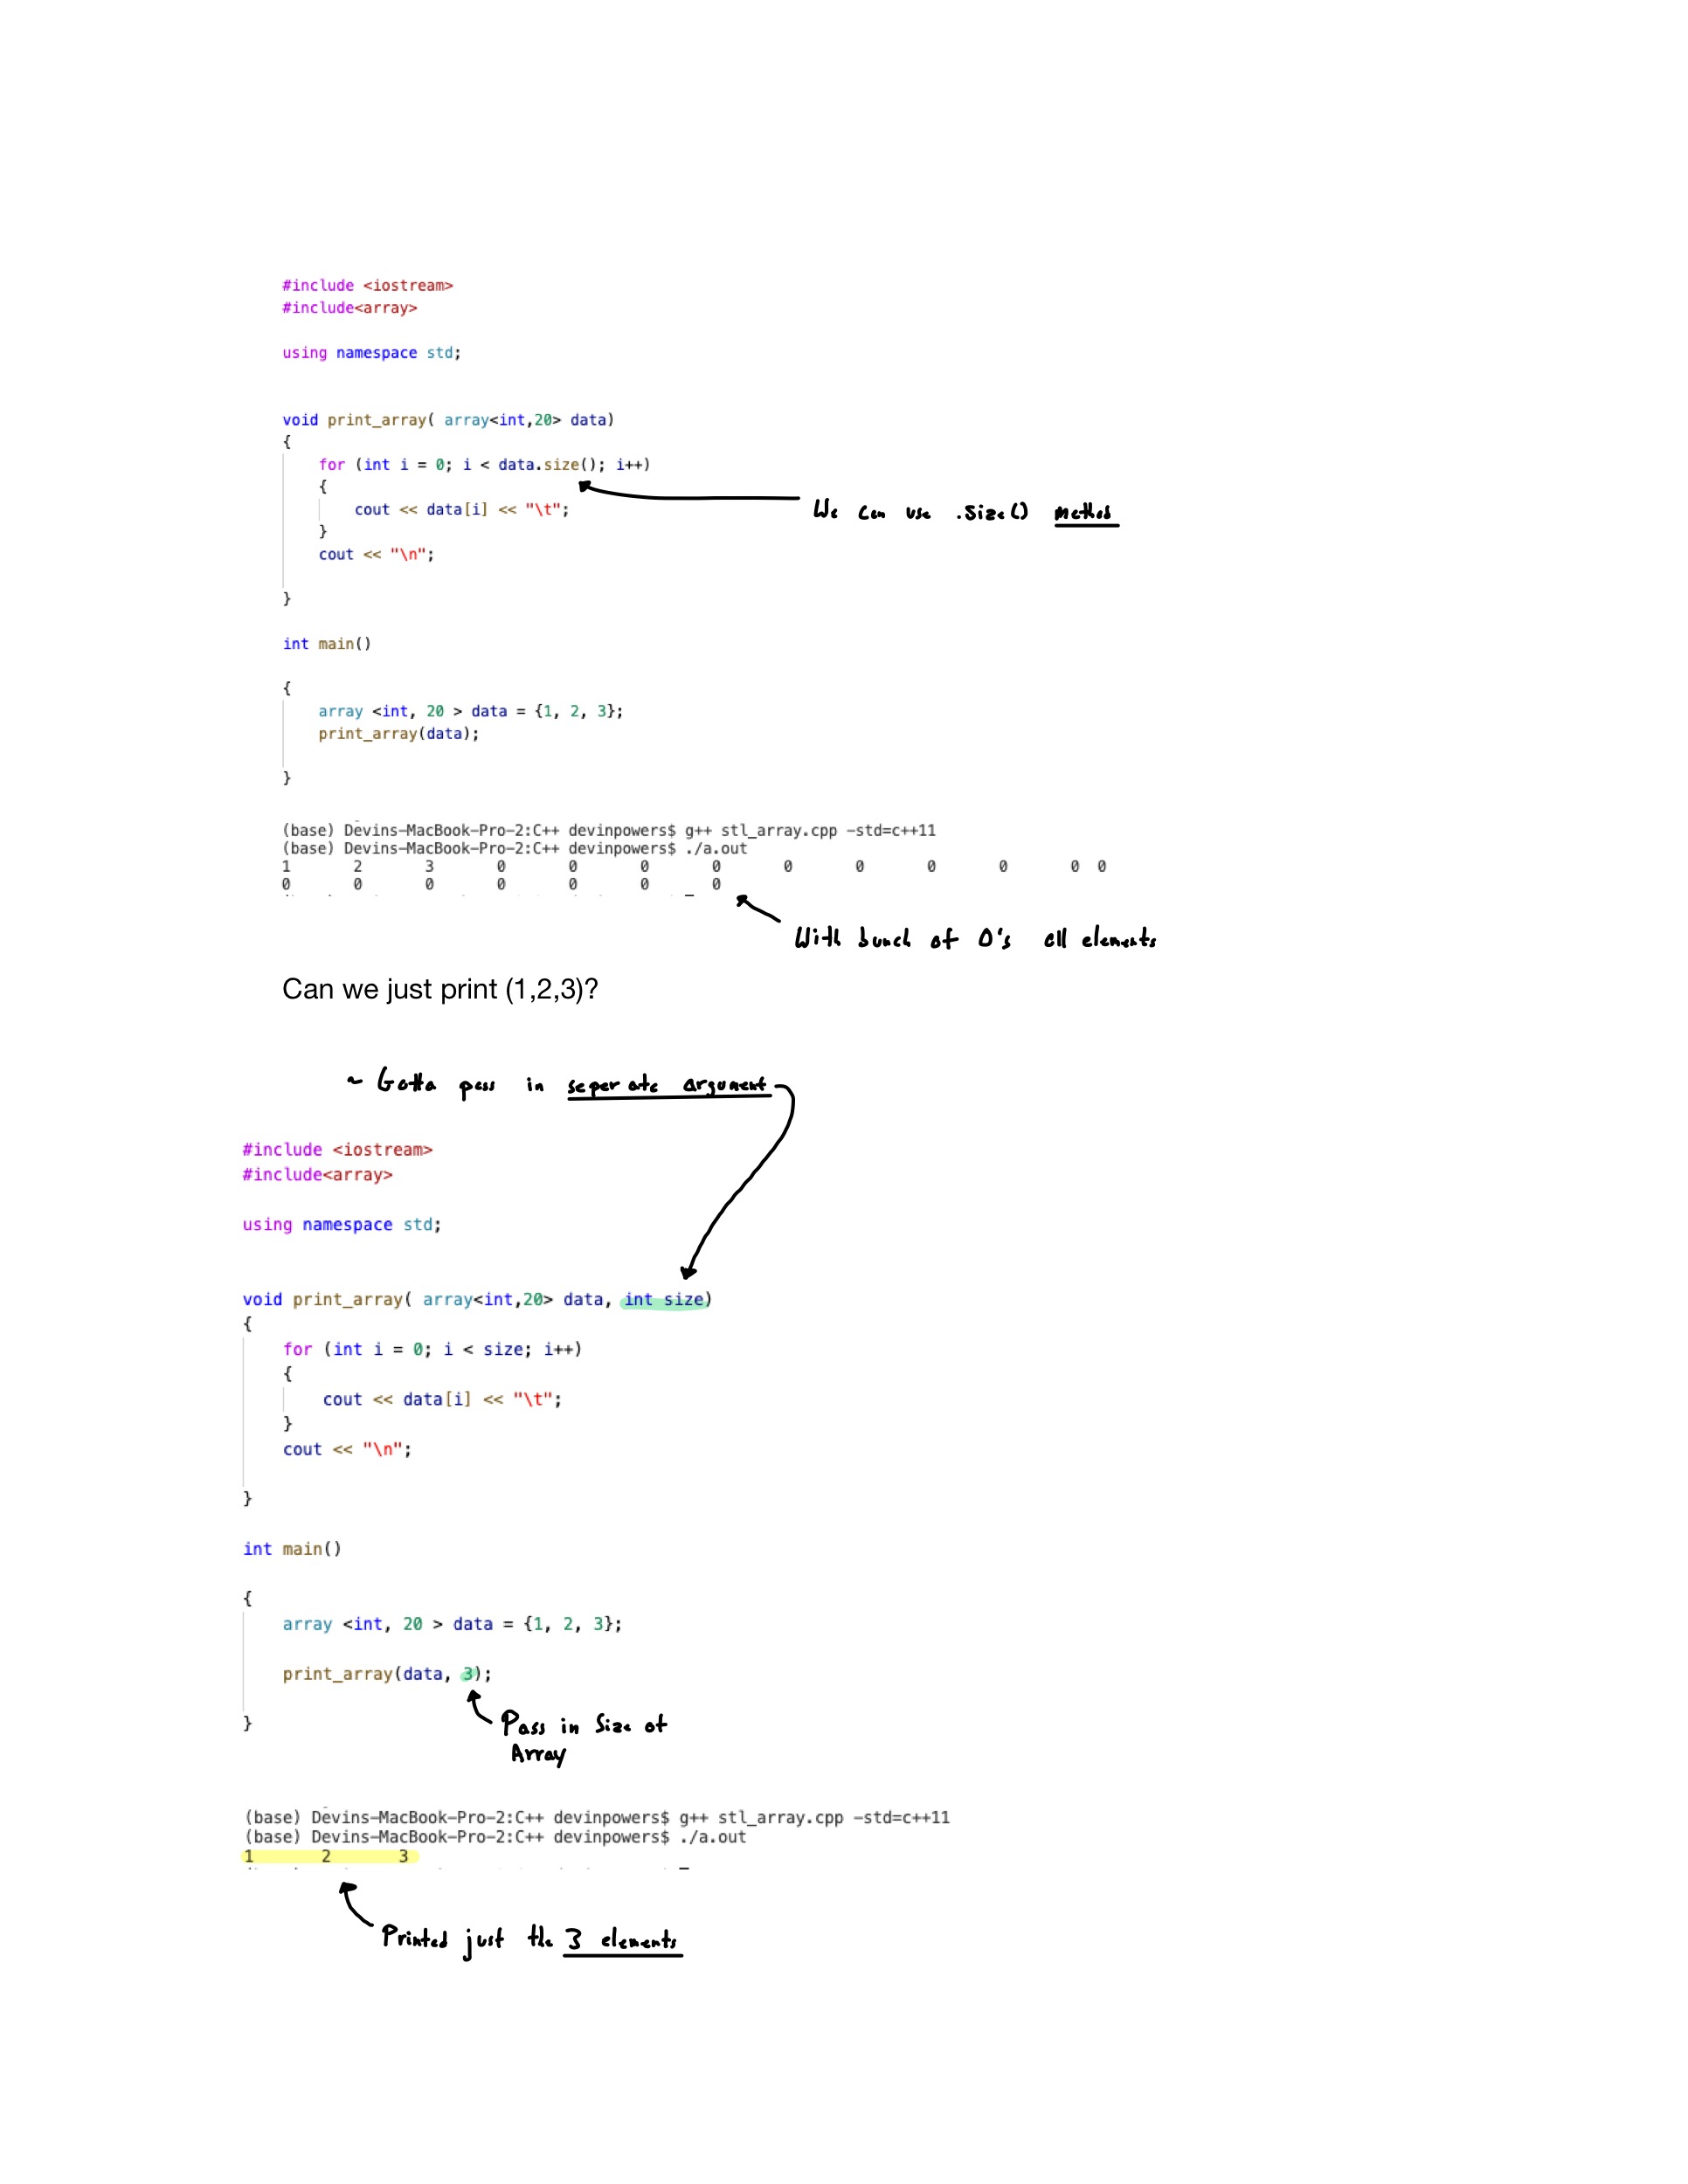 #include <iostream>
#include<array>
using namespace std;
void print_array( array<int,20> data)
{
for (int i = 0; i < data.size(); i++)
{
cout << data[i] << "\t";
We can use .size() method
}
cout << "\n";
}
int main()
{
array <int, 20 > data = {1, 2, 3};
print_array(data);
}
(base) Devins-MacBook-Pro-2:C++ devinpowers$ g++ stl_array.cpp -std=c++11
(base) Devins-MacBook-Pro-2:C++ devinpowers$ ./a.out
1 2 3 0 0 0 0 0 0 0 0 0 0
0 0 0 0 0 0 0
With bunch of 0's all elements
Can we just print (1,2,3)?
~ Gotta pass in seperate argument
#include <iostream>
#include<array>
using namespace std;
void print_array( array<int,20> data, int size)
{
for (int i = 0; i < size; i++)
{
cout << data[i] << "\t";
}
cout << "\n";
}
int main()
{
array <int, 20 > data = {1, 2, 3};
print_array(data, 3);
}
Pass in Size of
Array
(base) Devins-MacBook-Pro-2:C++ devinpowers$ g++ stl_array.cpp -std=c++11
(base) Devins-MacBook-Pro-2:C++ devinpowers$ ./a.out
1 2 3
Printed just the 3 elements